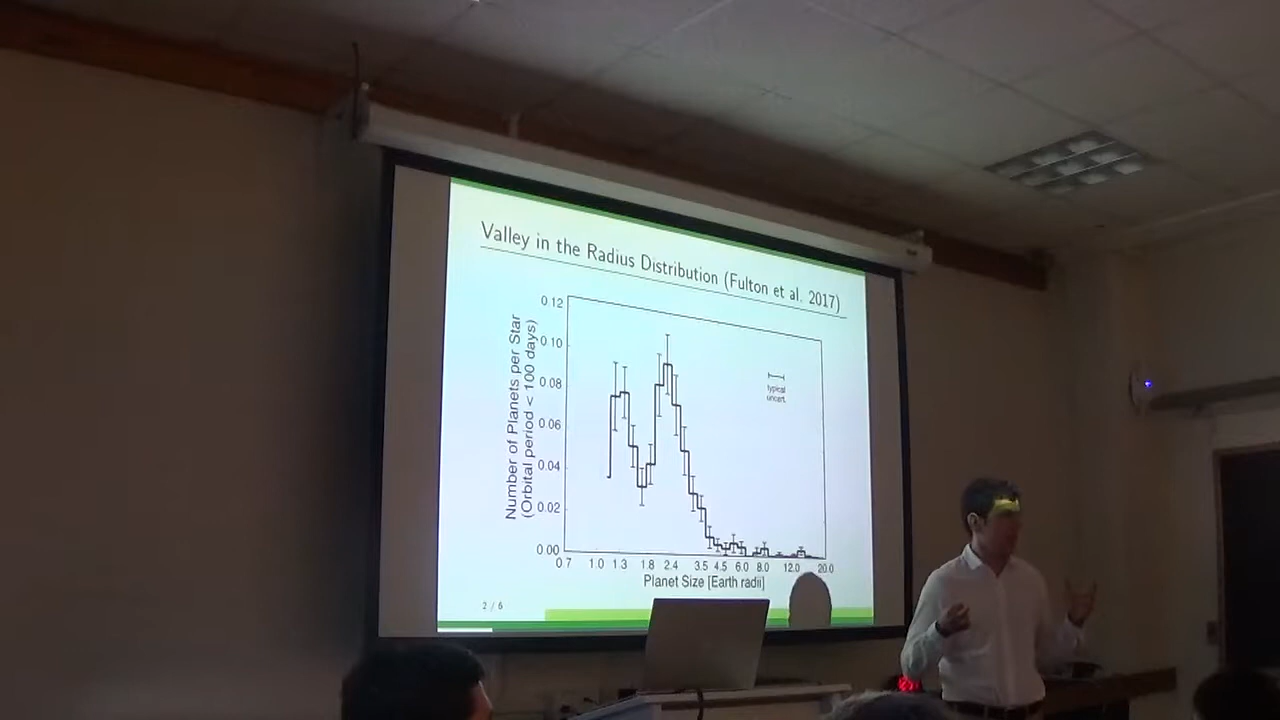 Valley in the Radius Distribution (Fulton et al. 2017)
Number of Planets per Star
(Orbital period < 100 days)
0.12
0.10
0.08
0.06
0.04
0.02
0.00
typical
uncert.
0.7 1.0 1.3 1.8 2.4 3.5 4.5 6.0 8.0 12.0 20.0
Planet Size [Earth radii]
2 / 6